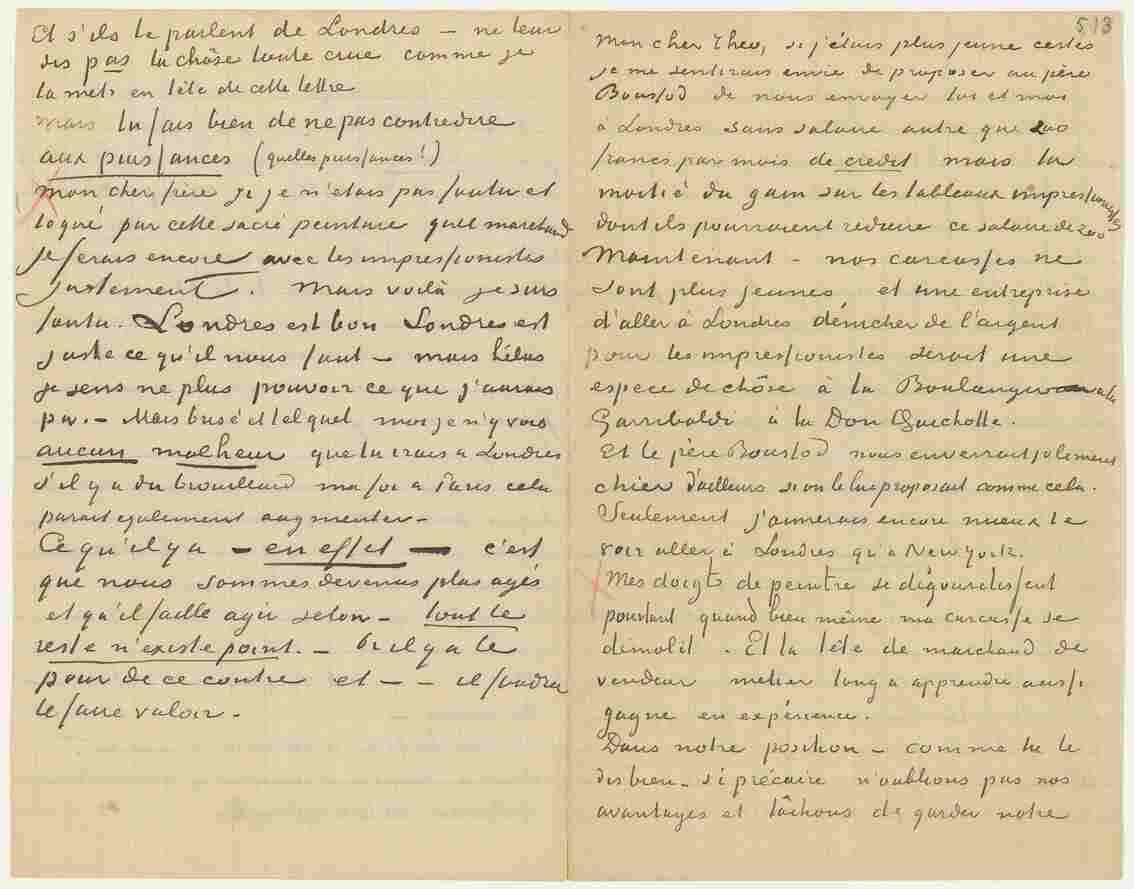 Et s'ils te parlent de Londres – ne leur
dis pas la chôse toute crue comme je
la mets en tête de cette lettre
mais tu fais bien de ne pas contredire
aux puissances (quelles puissances!)
mon cher frère si je n'etais pas foutu et
toqué par cette sacré peinture quel marchand
je ferais encore avec les impressionistes
justement. Mais voilà je suis
foutu. Londres est bon Londres est
juste ce qu'il nous faut – mais hélas
je sens ne plus pouvoir ce que j'aurais
pu. – Mais brisé et tel quel moi je n'y vois
aucun malheur que tu irais a Londres
s'il y a du brouillard ma foi a Paris cela
parait egalement augmenter –
Ce qu'il y a – en effet – c'est
que nous sommes devenus plus agés
et qu'il faille agir selon – tout le
reste n'existe point. – Or il y a le
pour de ce contre et – – il faudra
le faire valoir –
513
Mon cher Theo, si j'étais plus jeune certes
je me sentirais envie de proposer au père
Boussod de nous envoyer toi et moi
à Londres sans salaire autre que 200
francs par mois de credit mais la
moitié du gain sur les tableaux impressionistes
dont ils pourraient reduire ce salaire de 200
Maintenant – nos carcasses ne
sont plus jeunes, et une entreprise
d'aller à Londres dénicher de l'argent
pour les impressionistes serait une
espèce de chôse à la Boulanger a la
Garribaldi à la Don Quichotte.
Et le père Boussod nous enverrait joliement
chier d'ailleurs si on le lui proposait comme cela.
Seulement j'aimerais encore mieux te
voir aller à Londres qu'a New York.
Mes doigts de peintre se dégourdissent
pourtant quand bien même ma carcasse se
démolit. Et la tête de marchand de
vendeur metier long a apprendre aussi
gagne en expérience.
Dans notre position – comme tu le
dis bien – si précaire n'oublions pas nos
avantages et tâchons de garder notre